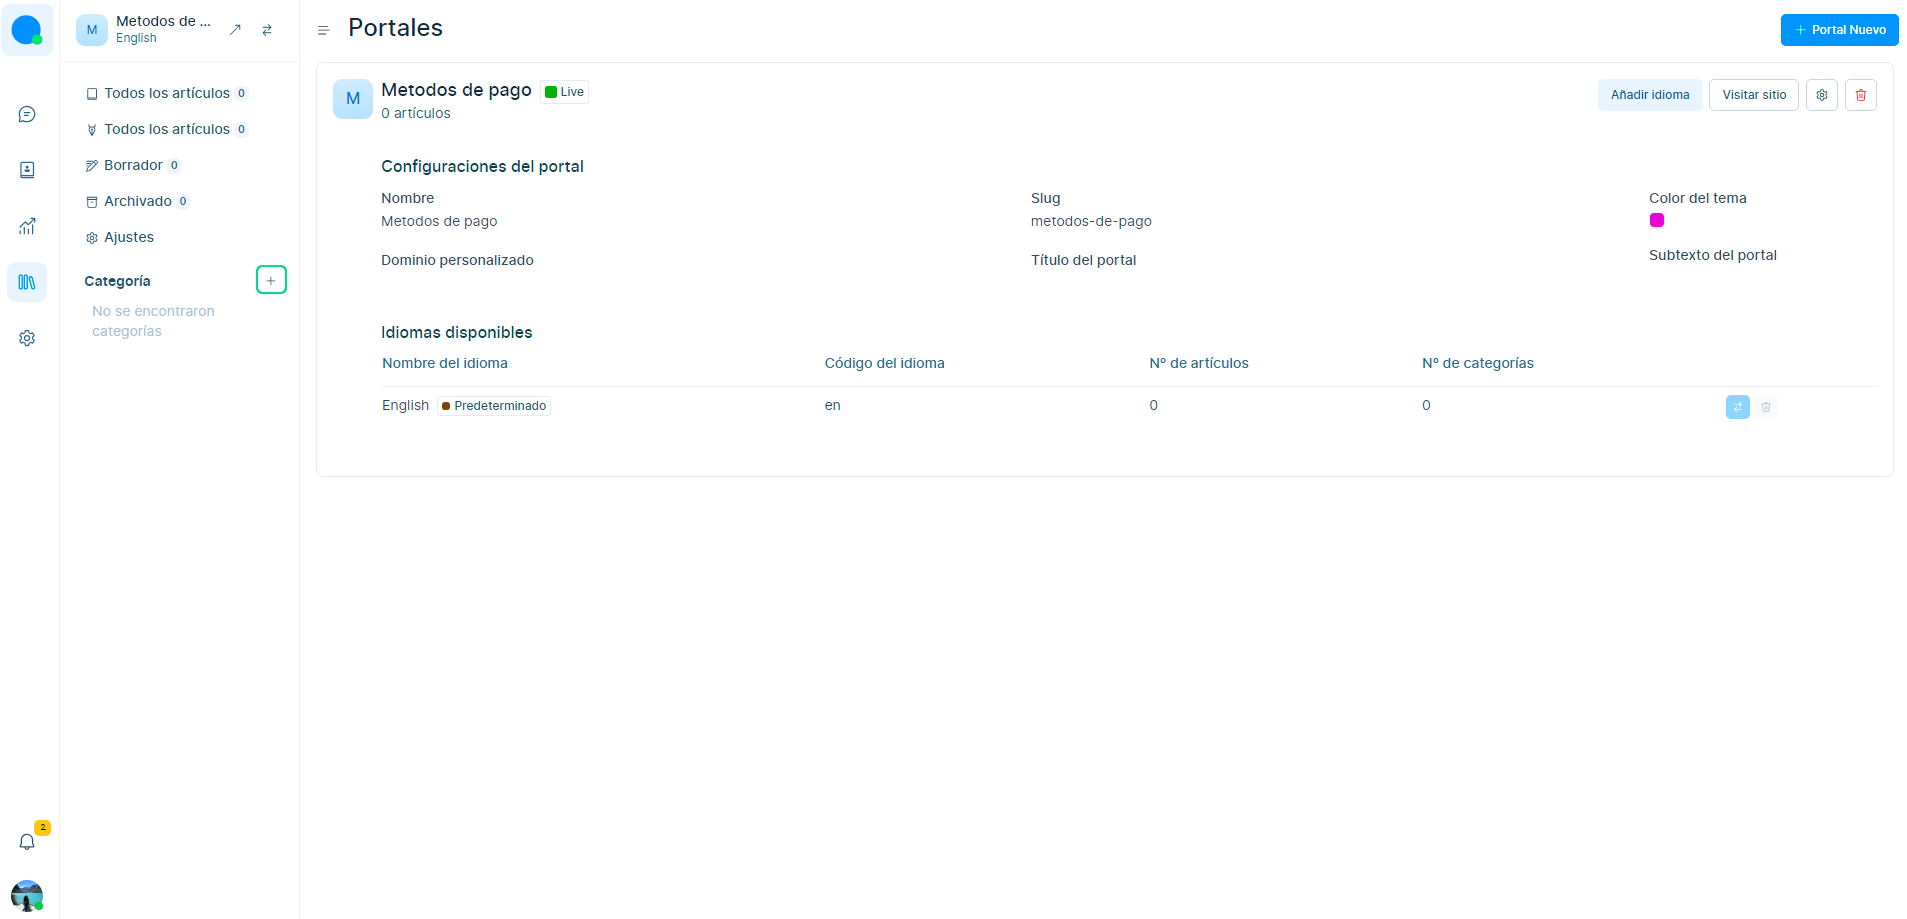 M
Metodos de ...
English
Todos los artículos 0
Todos los artículos 0
Borrador 0
Archivado 0
Ajustes
Categoría
No se encontraron
categorías
2
Portales
Portal Nuevo
M
Metodos de pago
Live
0 artículos
Añadir idioma
Visitar sitio
Configuraciones del portal
Nombre
Metodos de pago
Slug
metodos-de-pago
Color del tema
Dominio personalizado
Título del portal
Subtexto del portal
Idiomas disponibles
Nombre del idioma
Código del idioma
Nº de artículos
Nº de categorías
English
Predeterminado
en
0
0